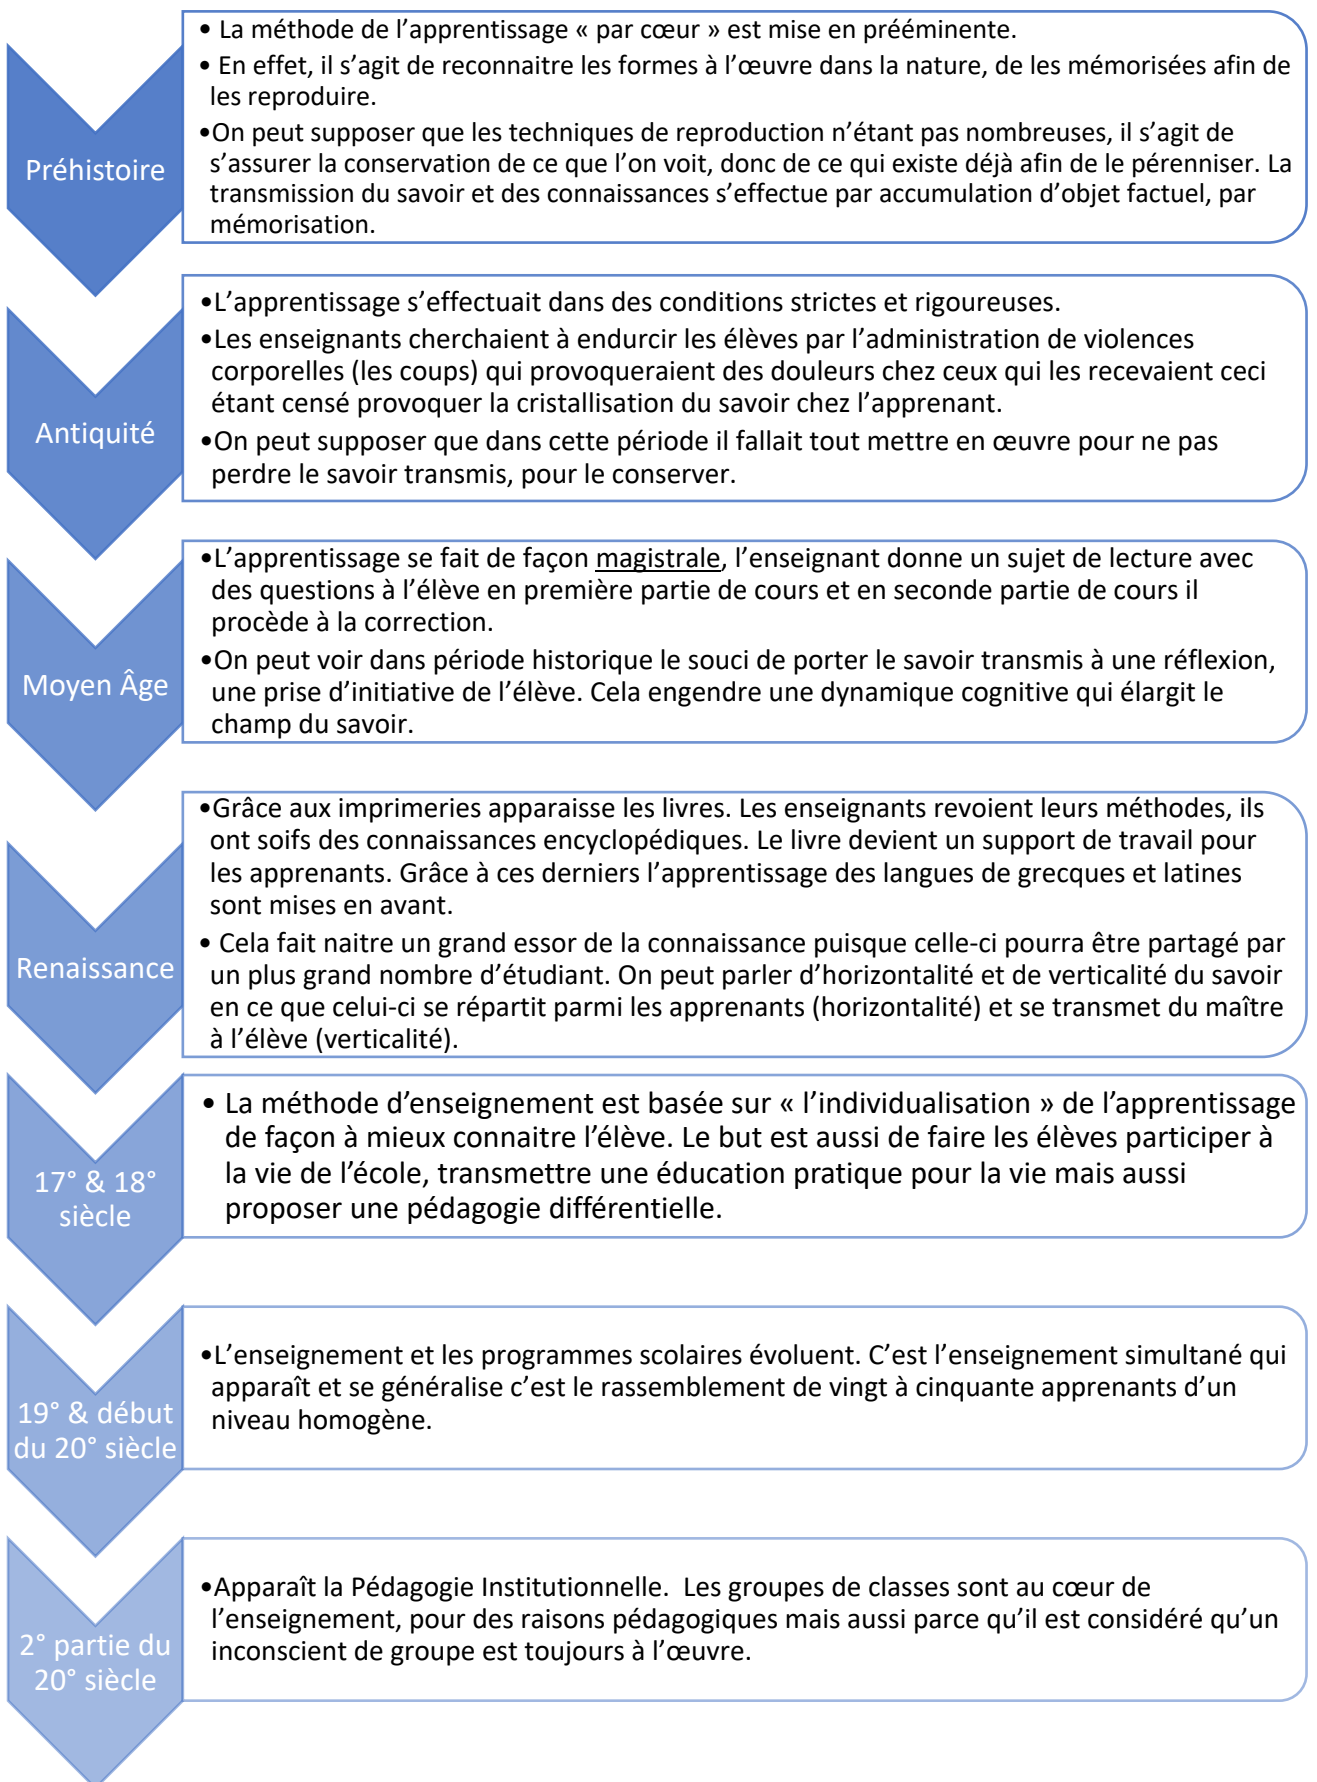 Préhistoire
• La méthode de l’apprentissage « par cœur » est mise en prééminente.
• En effet, il s’agit de reconnaitre les formes à l’œuvre dans la nature, de les mémorisées afin de
les reproduire.
•On peut supposer que les techniques de reproduction n’étant pas nombreuses, il s’agit de
s’assurer la conservation de ce que l’on voit, donc de ce qui existe déjà afin de le pérenniser. La
transmission du savoir et des connaissances s’effectue par accumulation d’objet factuel, par
mémorisation.
Antiquité
•L’apprentissage s’effectuait dans des conditions strictes et rigoureuses.
•Les enseignants cherchaient à endurcir les élèves par l’administration de violences
corporelles (les coups) qui provoqueraient des douleurs chez ceux qui les recevaient ceci
étant censé provoquer la cristallisation du savoir chez l’apprenant.
•On peut supposer que dans cette période il fallait tout mettre en œuvre pour ne pas
perdre le savoir transmis, pour le conserver.
Moyen Âge
•L’apprentissage se fait de façon magistrale, l’enseignant donne un sujet de lecture avec
des questions à l’élève en première partie de cours et en seconde partie de cours il
procède à la correction.
•On peut voir dans période historique le souci de porter le savoir transmis à une réflexion,
une prise d’initiative de l’élève. Cela engendre une dynamique cognitive qui élargit le
champ du savoir.
Renaissance
•Grâce aux imprimeries apparaisse les livres. Les enseignants revoient leurs méthodes, ils
ont soifs des connaissances encyclopédiques. Le livre devient un support de travail pour
les apprenants. Grâce à ces derniers l’apprentissage des langues de grecques et latines
sont mises en avant.
• Cela fait naitre un grand essor de la connaissance puisque celle-ci pourra être partagé par
un plus grand nombre d’étudiant. On peut parler d’horizontalité et de verticalité du savoir
en ce que celui-ci se répartit parmi les apprenants (horizontalité) et se transmet du maître
à l’élève (verticalité).
17° & 18°
siècle
• La méthode d’enseignement est basée sur « l’individualisation » de l’apprentissage
de façon à mieux connaitre l’élève. Le but est aussi de faire les élèves participer à
la vie de l’école, transmettre une éducation pratique pour la vie mais aussi
proposer une pédagogie différentielle.
19° & début
du 20° siècle
•L’enseignement et les programmes scolaires évoluent. C’est l’enseignement simultané qui
apparaît et se généralise c’est le rassemblement de vingt à cinquante apprenants d’un
niveau homogène.
2° partie du
20° siècle
•Apparaît la Pédagogie Institutionnelle.  Les groupes de classes sont au cœur de
l’enseignement, pour des raisons pédagogiques mais aussi parce qu’il est considéré qu’un
inconscient de groupe est toujours à l’œuvre.